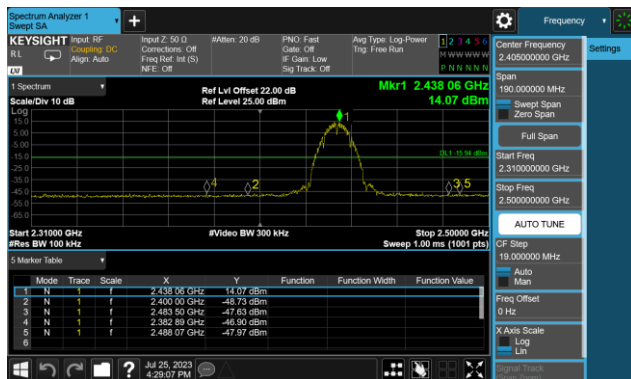 Spectrum Analyzer 1
Swept SA
Frequency
KEYSIGHT
RL
LXI
Input: RF
Coupling: DC
Align: Auto
Input Z: 50 Ω
Corrections: Off
Freq Ref: Int (S)
NFE: Off
#Atten: 20 dB
PNO: Fast
Gate: Off
IF Gain: Low
Sig Track: Off
Avg Type: Log-Power
Trig: Free Run
1 2 3 4 5 6
M W W W W W
P N N N N N
1 Spectrum
Scale/Div 10 dB
Ref Lvl Offset 22.00 dB
Ref Level 25.00 dBm
Mkr1 2.438 06 GHz
14.07 dBm
Log
15.0
5.00
-5.00
-15.0
-25.0
-35.0
-45.0
-55.0
-65.0
1
DL1 -15.94 dBm
4
2
3
5
Start 2.31000 GHz
#Res BW 100 kHz
#Video BW 300 kHz
Stop 2.50000 GHz
Sweep 1.00 ms (1001 pts)
5 Marker Table
Mode Trace Scale X Y Function Function Width Function Value
1 N 1 f 2.438 06 GHz 14.07 dBm
2 N 1 f 2.400 00 GHz -48.73 dBm
3 N 1 f 2.483 50 GHz -47.63 dBm
4 N 1 f 2.382 89 GHz -46.90 dBm
5 N 1 f 2.488 07 GHz -47.97 dBm
6
?
Jul 25, 2023
4:29:07 PM
Center Frequency
2.405000000 GHz
Settings
Span
190.000000 MHz
Swept Span
Zero Span
Full Span
Start Freq
2.310000000 GHz
Stop Freq
2.500000000 GHz
AUTO TUNE
CF Step
19.000000 MHz
Auto
Man
Freq Offset
0 Hz
X Axis Scale
Log
Lin
Signal Track
(Span Zoom)